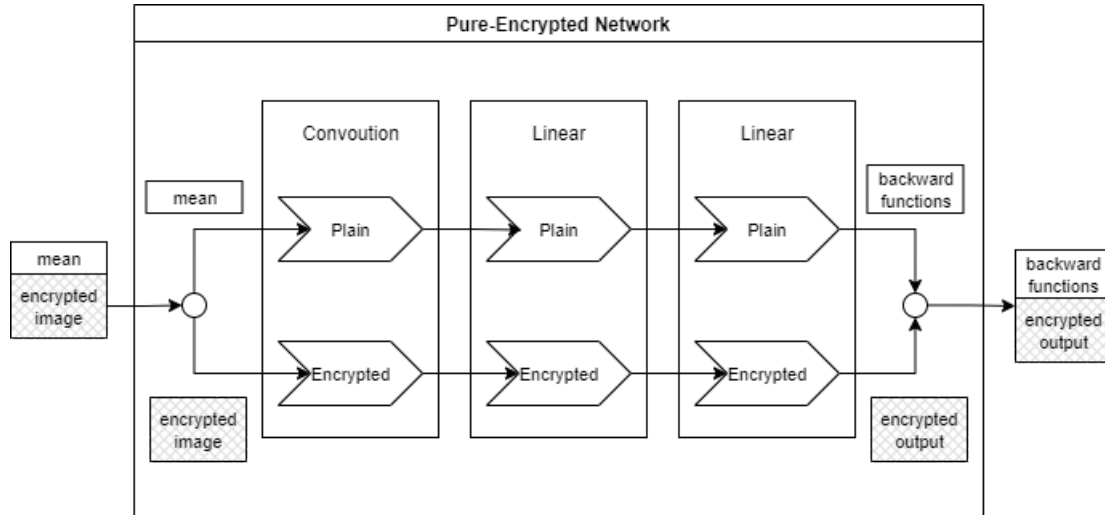 Pure-Encrypted Network
Convoution
Linear
Linear
mean
backward
functions
Plain
Plain
Plain
mean
encrypted
image
backward
functions
encrypted
output
Encrypted
Encrypted
Encrypted
encrypted
image
encrypted
output